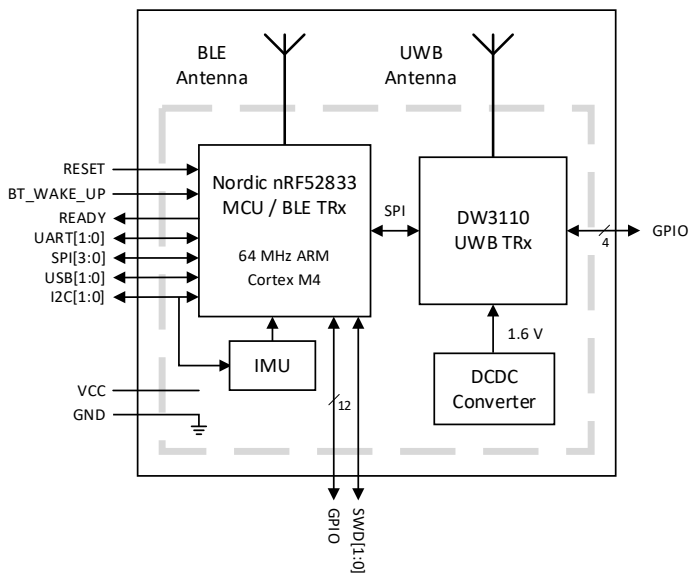 BLE
Antenna
UWB
Antenna
RESET
BT_WAKE_UP
READY
UART[1:0]
SPI[3:0]
USB[1:0]
I2C[1:0]
VCC
GND
Nordic nRF52833
MCU / BLE TRx
64 MHz ARM
Cortex M4
SPI
DW3110
UWB TRx
4
GPIO
IMU
1.6 V
DCDC
Converter
12
GPIO
SWD[1:0]